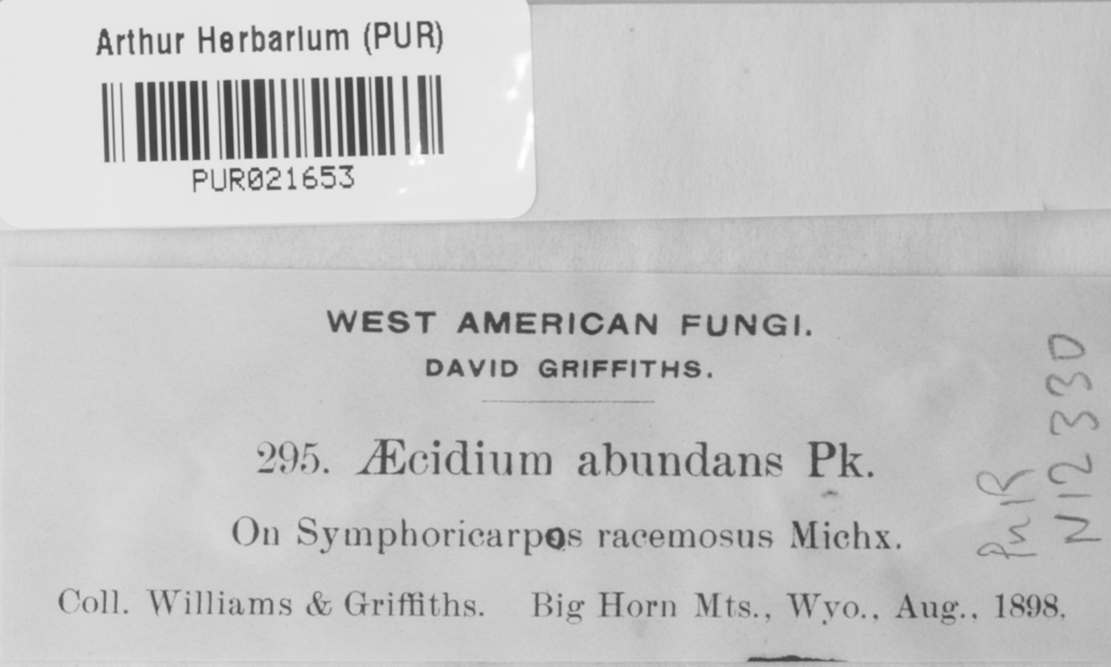 Arthur Herbarium (PUR)
PUR021653
WEST AMERICAN FUNGI.
DAVID GRIFFITHS.
295. Æcidium abundans Pk.
On Symphoricarpos racemosus Michx.
Coll. Williams & Griffiths. Big Horn Mts., Wyo., Aug., 1898.
PUR
N1233D